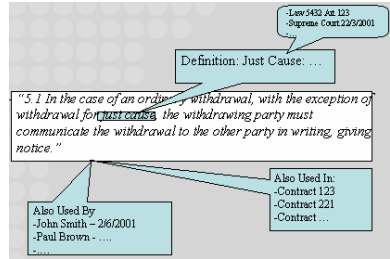 -Law 5432 Art 123
-Supreme Court 22/3/2001
-...
Definition: Just Cause: …
"5.1 In the case of an ordinary withdrawal, with the exception of
withdrawal for just cause, the withdrawing party must
communicate the withdrawal to the other party in writing, giving
notice."
Also Used By
-John Smith – 2/6/2001
-Paul Brown - ….
-….
Also Used In:
-Contract 123
-Contract 221
-Contract …